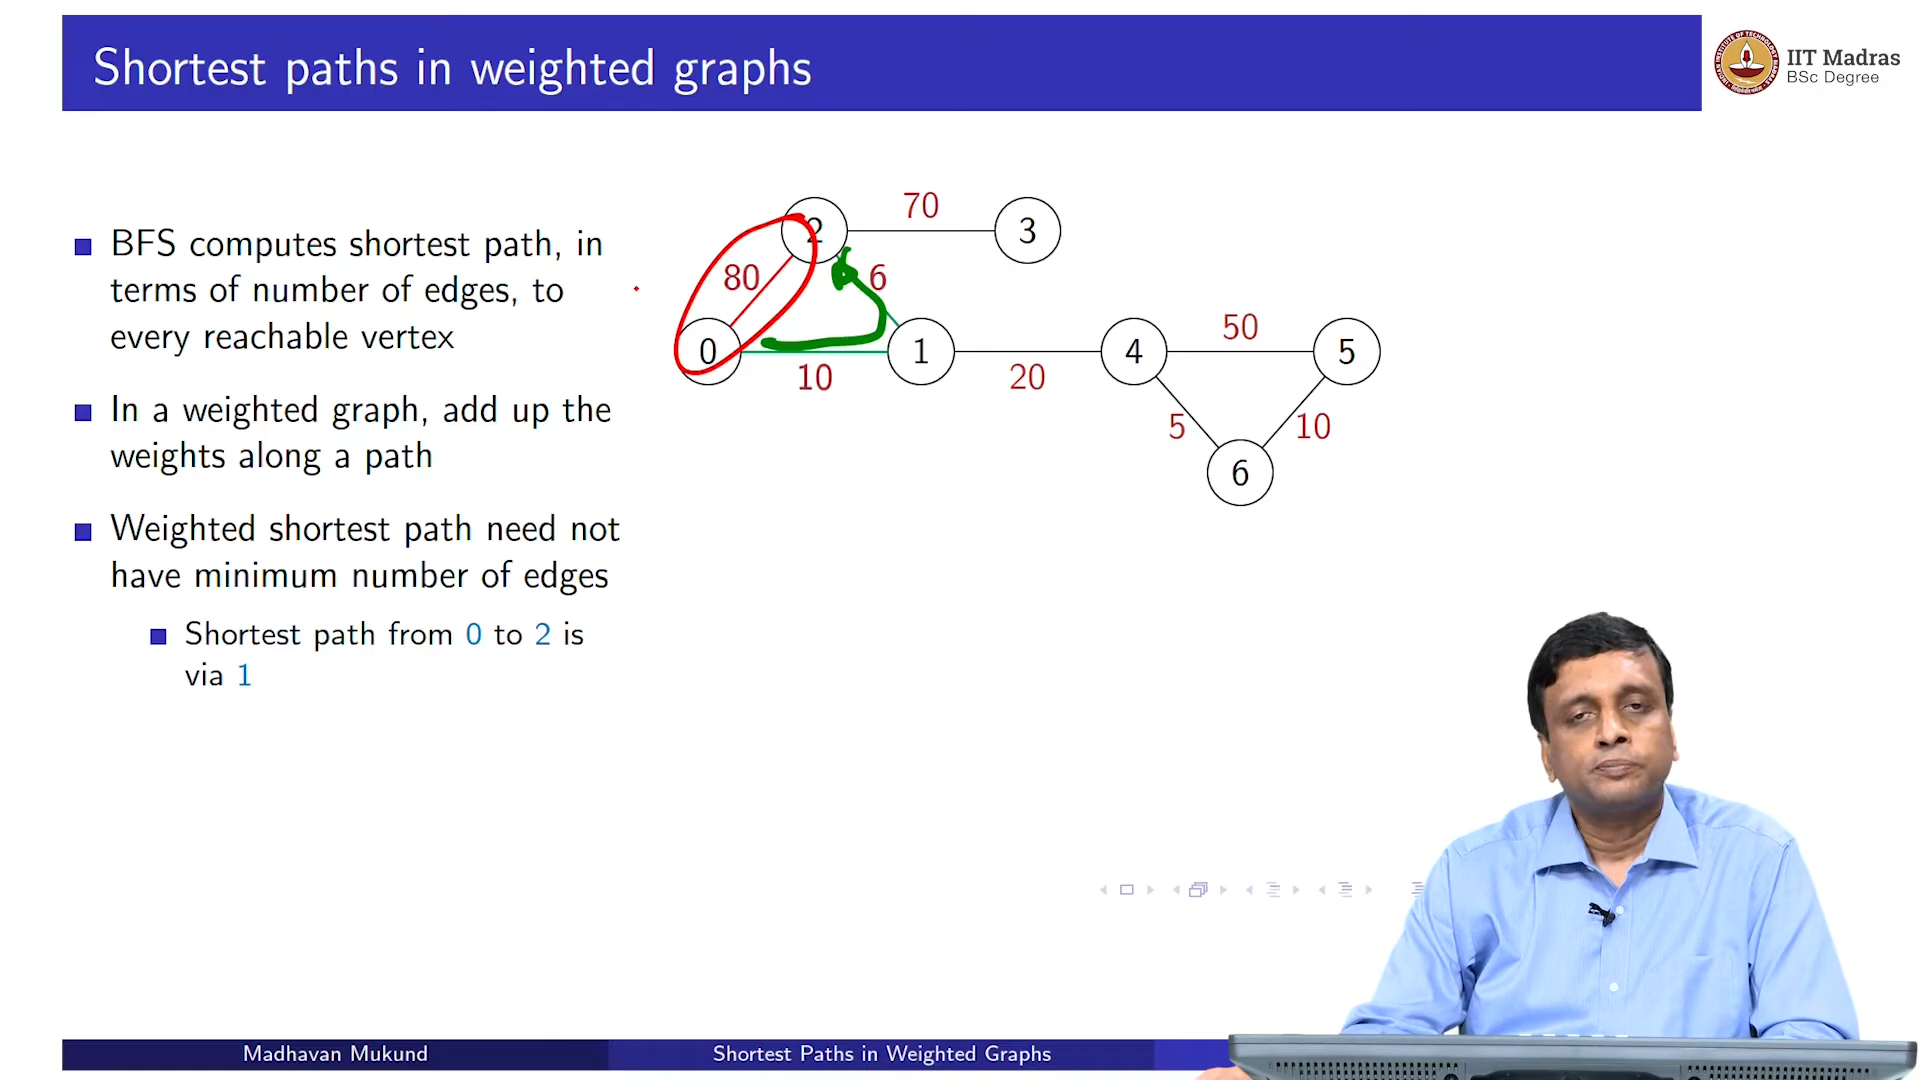 Shortest paths in weighted graphs
IIT Madras
BSc Degree
BFS computes shortest path, in
terms of number of edges, to
every reachable vertex
In a weighted graph, add up the
weights along a path
Weighted shortest path need not
have minimum number of edges
Shortest path from 0 to 2 is
via 1
70
2
3
80
6
50
0
1
4
5
10
20
5
10
6
Madhavan Mukund
Shortest Paths in Weighted Graphs